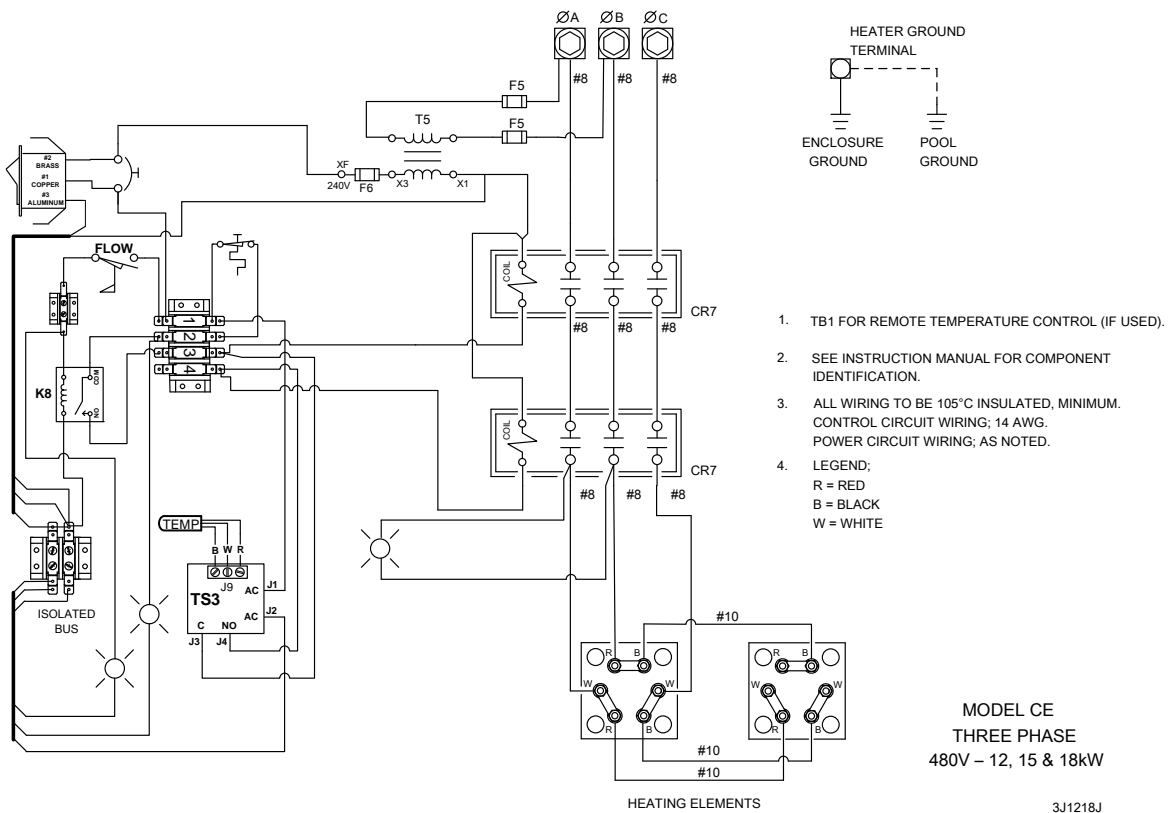 ØA ØB ØC
#8 #8 #8
F5
F5
T5
XF
240V
F6
X3
X1
HEATER GROUND
TERMINAL
ENCLOSURE
GROUND
POOL
GROUND
#2
BRASS
#1
COPPER
#3
ALUMINUM
FLOW
COIL
CR7
#8 #8 #8
1
2
3
4
K8
COM
NO
COIL
CR7
#8 #8 #8
1. TB1 FOR REMOTE TEMPERATURE CONTROL (IF USED).
2. SEE INSTRUCTION MANUAL FOR COMPONENT
IDENTIFICATION.
3. ALL WIRING TO BE 105°C INSULATED, MINIMUM.
CONTROL CIRCUIT WIRING; 14 AWG.
POWER CIRCUIT WIRING; AS NOTED.
4. LEGEND;
R = RED
B = BLACK
W = WHITE
TEMP
B W R
J9
TS3
AC
J1
AC
J2
C NO
J3 J4
ISOLATED
BUS
#10
R B
W W
R B
R B
W W
R B
#10
#10
HEATING ELEMENTS
MODEL CE
THREE PHASE
480V – 12, 15 & 18kW
3J1218J